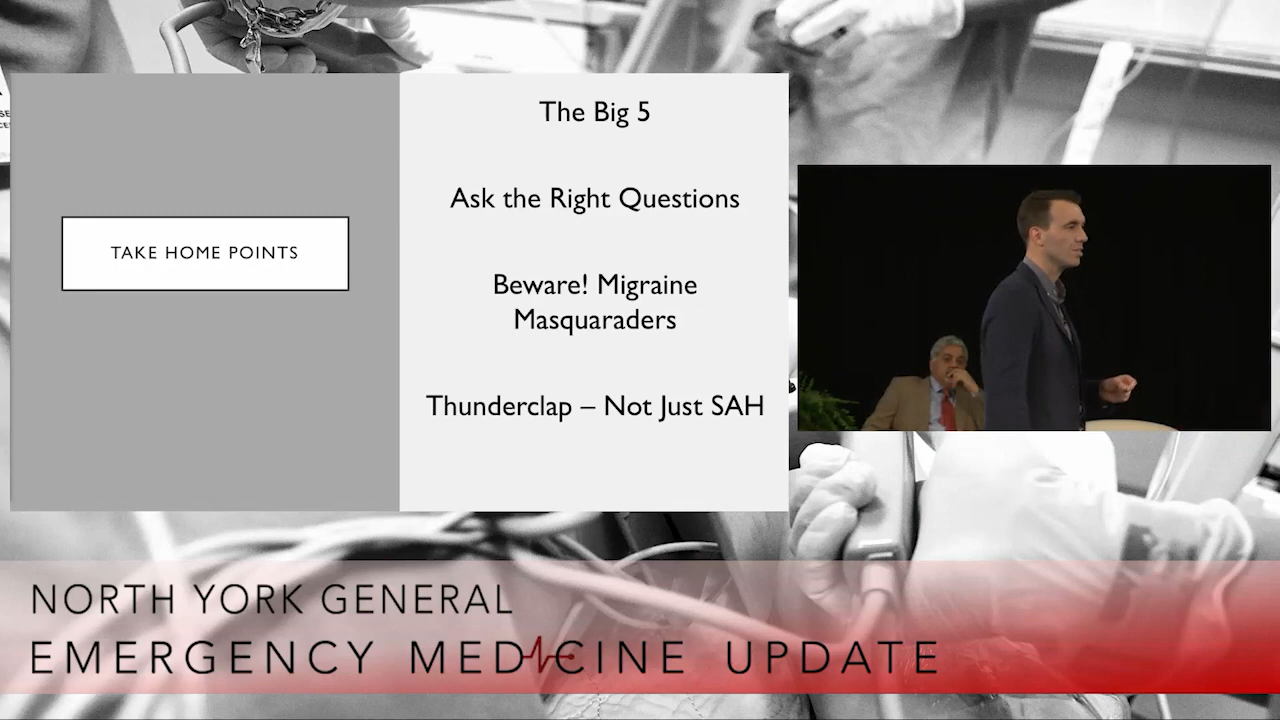 TAKE HOME POINTS
The Big 5
Ask the Right Questions
Beware! Migraine
Masquaraders
Thunderclap – Not Just SAH
NORTH YORK GENERAL
EMERGENCY MEDICINE UPDATE